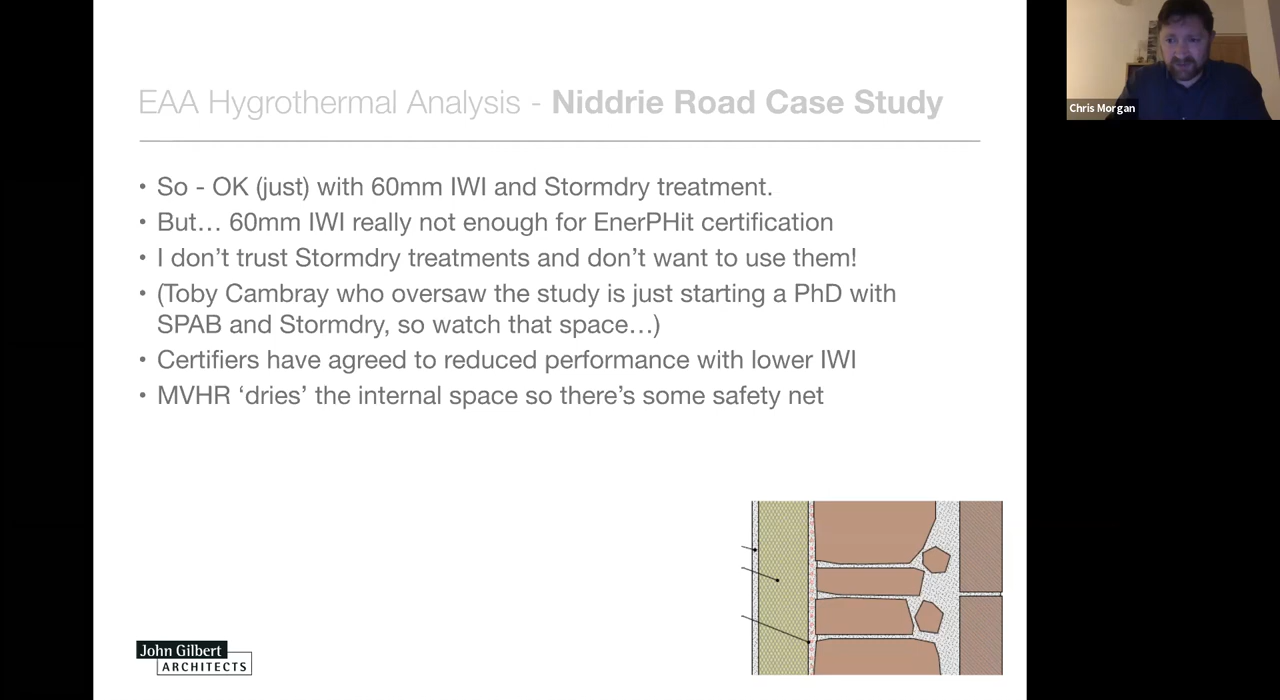 EAA Hygrothermal Analysis - Niddrie Road Case Study
• So - OK (just) with 60mm IWI and Stormdry treatment.
• But… 60mm IWI really not enough for EnerPHit certification
• I don’t trust Stormdry treatments and don’t want to use them!
• (Toby Cambray who oversaw the study is just starting a PhD with
SPAB and Stormdry, so watch that space…)
• Certifiers have agreed to reduced performance with lower IWI
• MVHR ‘dries’ the internal space so there’s some safety net
John Gilbert
ARCHITECTS
Chris Morgan